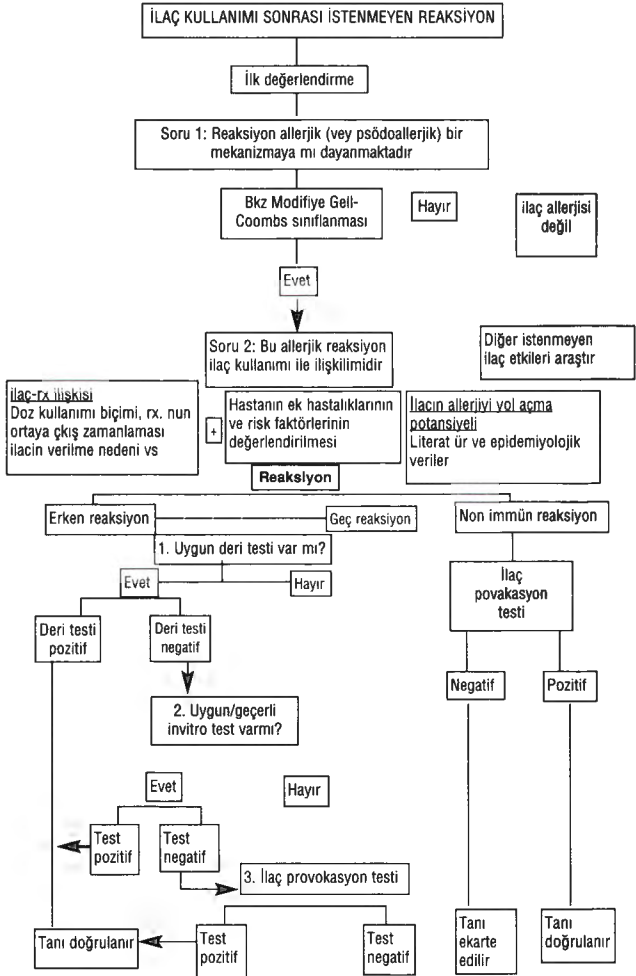 İLAÇ KULLANIMI SONRASI İSTENMEYEN REAKSİYON
İlk değerlendirme
Soru 1: Reaksiyon allerjik (vey psödoallerjik) bir
mekanizmaya mı dayanmaktadır
Bkz Modifiye Gell-
Coombs sınıflanması
Hayır
ilaç allerjisi
değil
Evet
Soru 2: Bu allerjik reaksiyon
ilaç kullanımı ile ilişkilimidir
Diğer istenmeyen
ilaç etkileri araştır
ilaç-rx ilişkisi
Doz kullanımı biçimi, rx. nun
ortaya çkış zamanlaması
ilacin verilme nedeni vs
+
Hastanın ek hastalıklarının
ve risk faktörlerinin
değerlendirilmesi
İlacın allerjiyi yol açma
potansiyeli
Literat ür ve epidemiyolojik
veriler
Reaksiyon
Erken reaksiyon
Geç reaksiyon
Non immün reaksiyon
1. Uygun deri testi var mı?
Evet
Hayır
İlaç
povakasyon
testi
Deri testi
pozitif
Deri testi
negatif
Negatif
Pozitif
2. Uygun/geçerli
invitro test varmı?
Evet
Hayır
Test
pozitif
Test
negatif
3. İlaç provokasyon testi
Tanı doğrulanır
Test
pozitif
Test
negatif
Tanı
ekarte
edilir
Tanı
doğrulanır